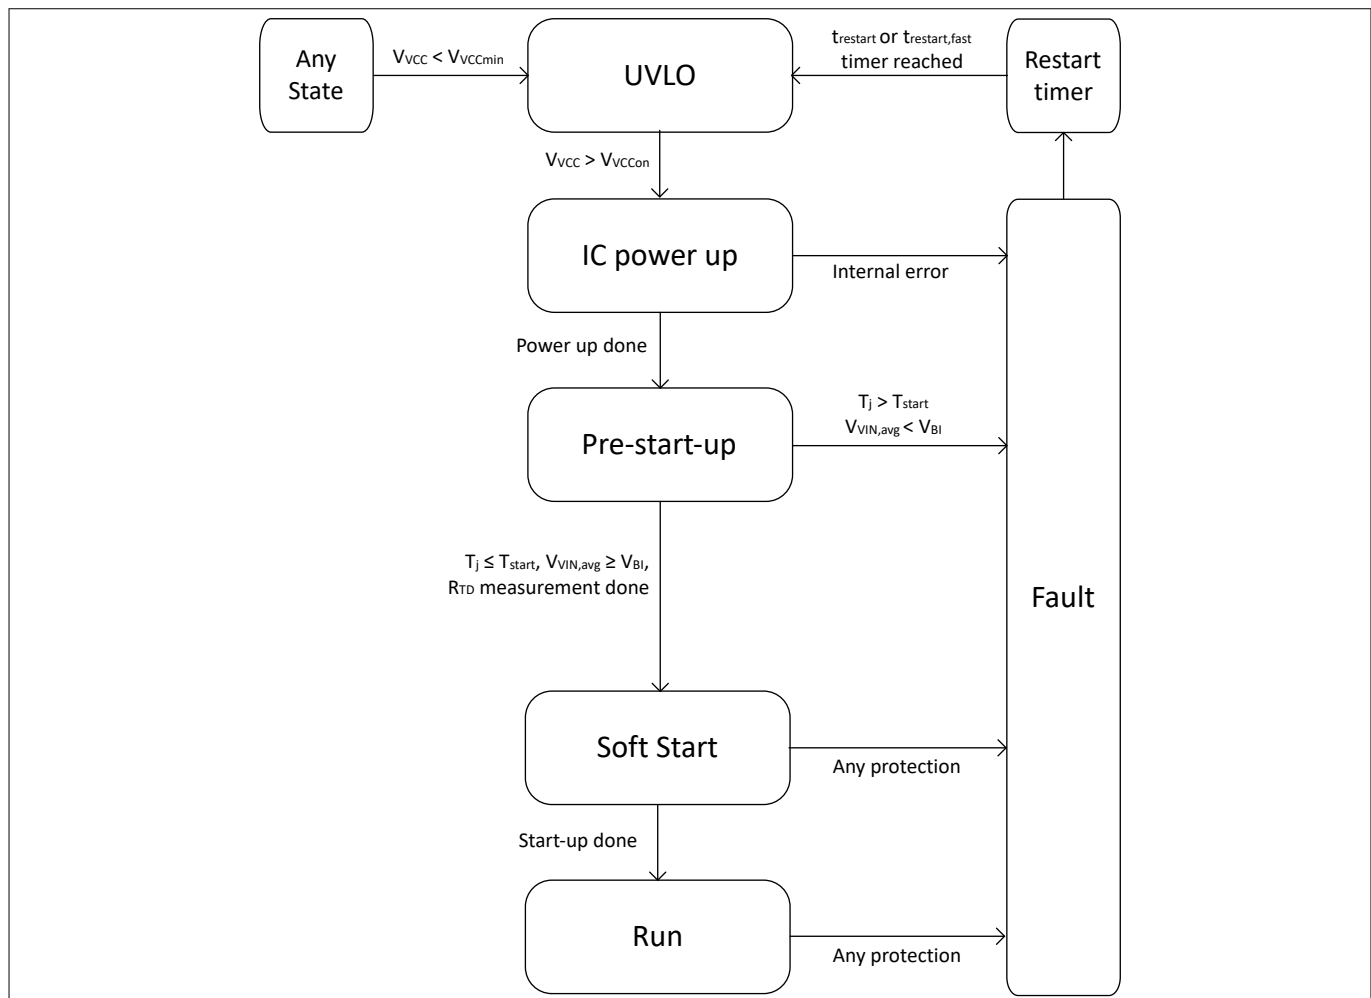 Any
State
VVCC < VVCCmin
UVLO
trestart or trestart,fast
timer reached
Restart
timer
VVCC > VVCCon
IC power up
Internal error
Power up done
Pre-start-up
Tj > Tstart
VVIN,avg < VBI
Tj ≤ Tstart, VVIN,avg ≥ VBI,
RTD measurement done
Fault
Soft Start
Any protection
Start-up done
Run
Any protection